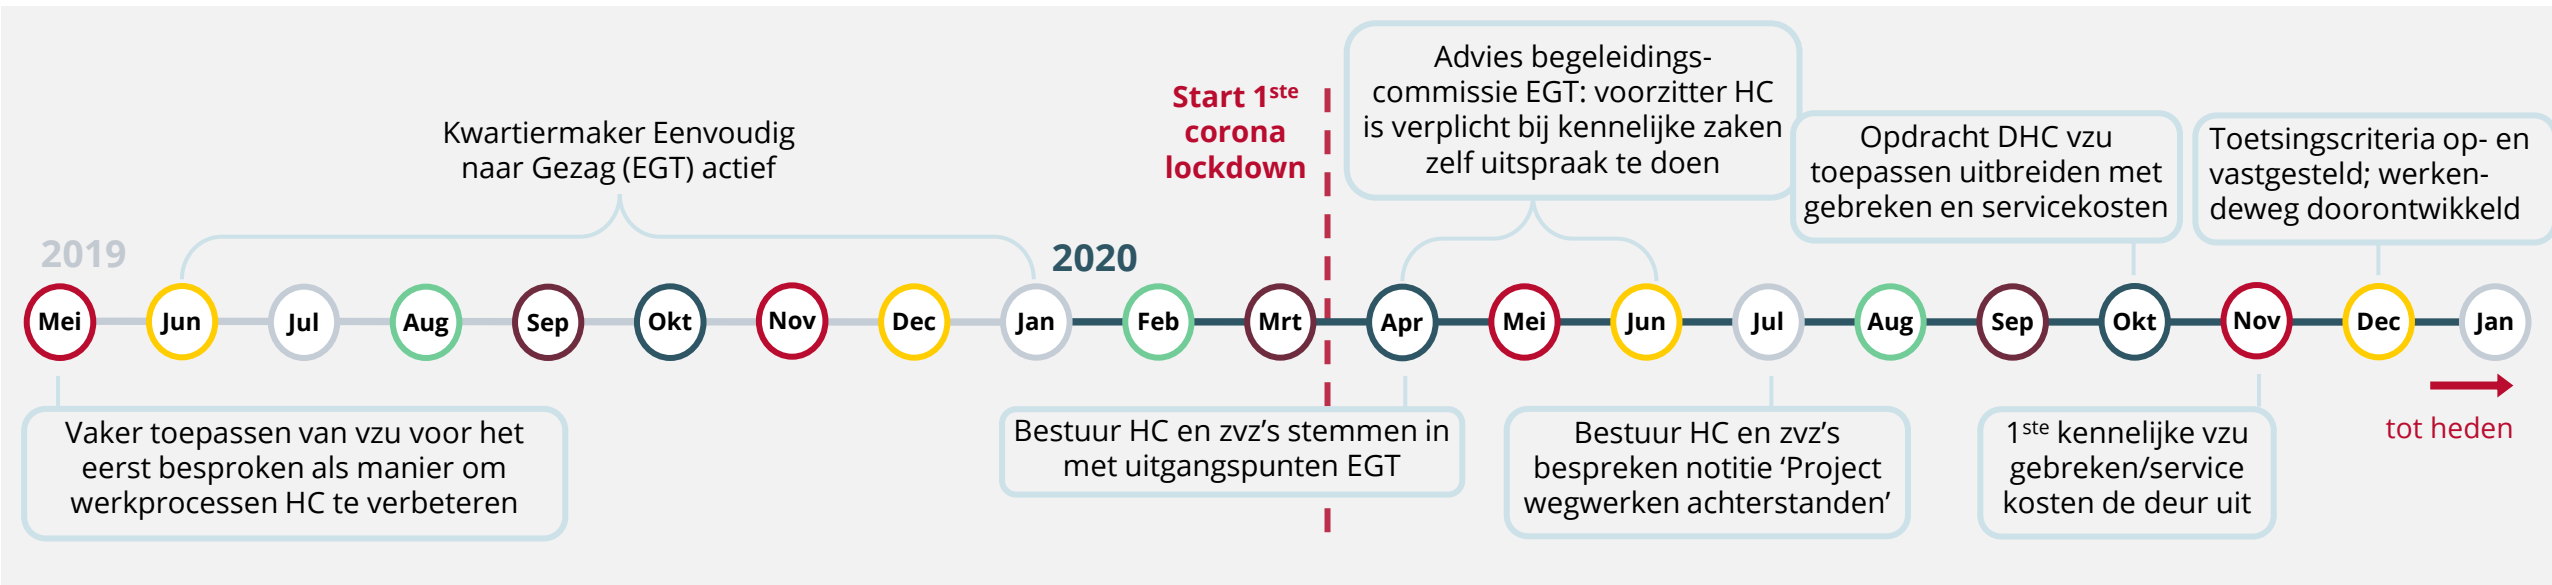 Kwartiermaker Eenvoudig
naar Gezag (EGT) actief
Start 1ste
corona
lockdown
Advies begeleidings-
commissie EGT: voorzitter HC
is verplicht bij kennelijke zaken
zelf uitspraak te doen
Opdracht DHC vzu
toepassen uitbreiden met
gebreken en servicekosten
Toetsingscriteria op- en
vastgesteld; werken-
deweg doorontwikkeld
2019
2020
Mei Jun Jul Aug Sep Okt Nov Dec Jan Feb Mrt Apr Mei Jun Jul Aug Sep Okt Nov Dec Jan
Vaker toepassen van vzu voor het
eerst besproken als manier om
werkprocessen HC te verbeteren
Bestuur HC en zvz’s stemmen in
met uitgangspunten EGT
Bestuur HC en zvz’s
bespreken notitie ‘Project
wegwerken achterstanden’
1ste kennelijke vzu
gebreken/service
kosten de deur uit
tot heden